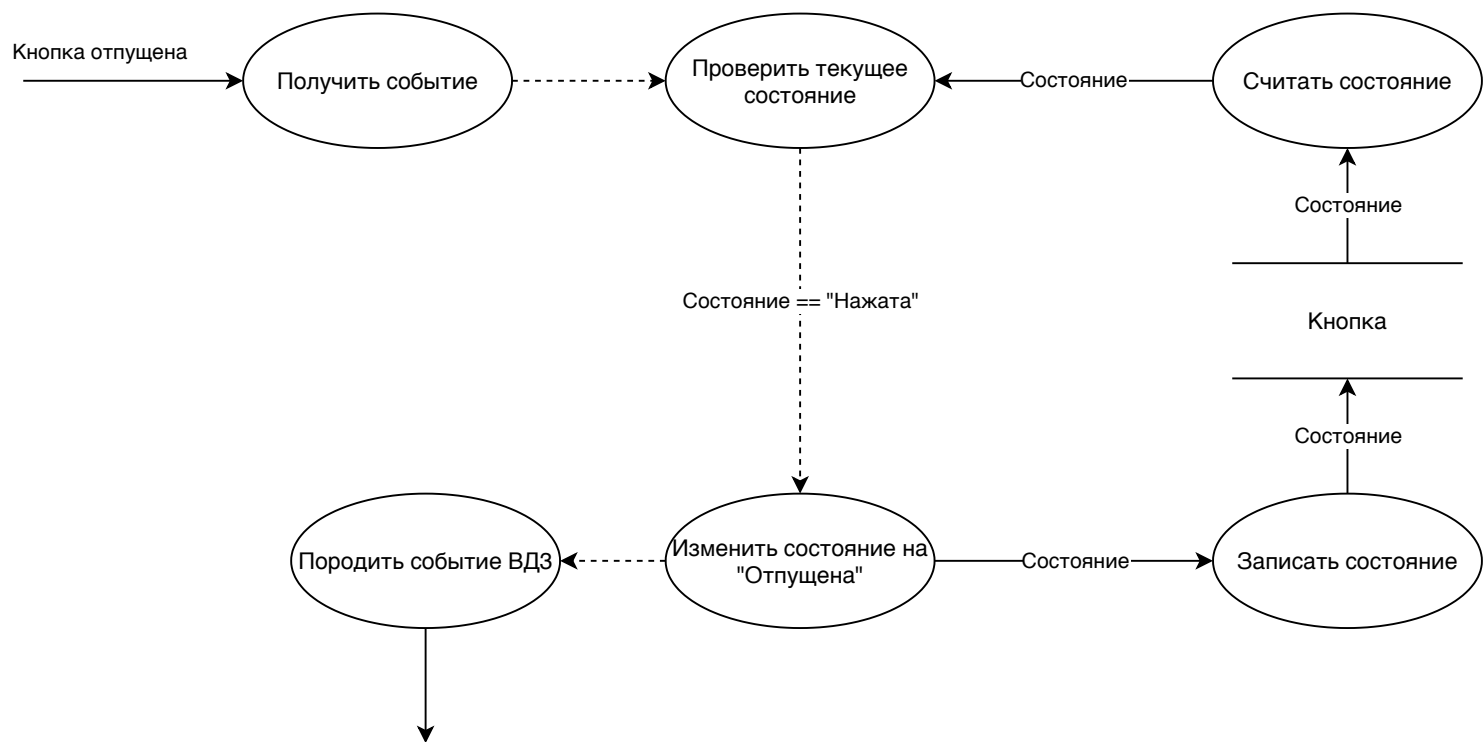 Кнопка отпущена
Получить событие
Проверить текущее
состояние
Состояние
Считать состояние
Состояние
Состояние == "Нажата"
Кнопка
Состояние
Породить событие ВД3
Изменить состояние на
"Отпущена"
Состояние
Записать состояние